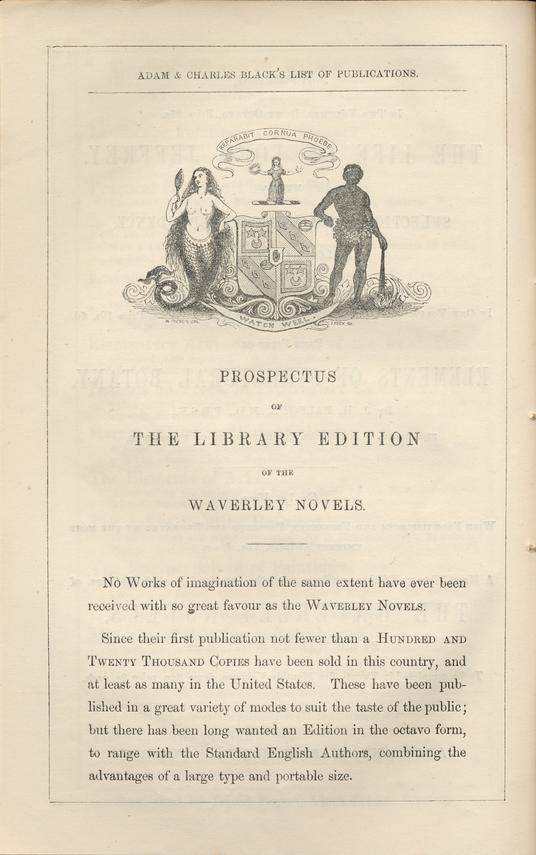 ADAM & CHARLES BLACK'S LIST OF PUBLICATIONS.
REPARABIT CORNUA PHOEBE
WATCH WEEL.
PROSPECTUS
OF
THE LIBRARY EDITION
OF THE
WAVERLEY NOVELS.
No Works of imagination of the same extent have ever been
received with so great favour as the WAVERLEY NOVELS.
Since their first publication not fewer than a HUNDRED AND
TWENTY THOUSAND COPIES have been sold in this country, and
at least as many in the United States. These have been pub-
lished in a great variety of modes to suit the taste of the public;
but there has been long wanted an Edition in the octavo form,
to range with the Standard English Authors, combining the
advantages of a large type and portable size.